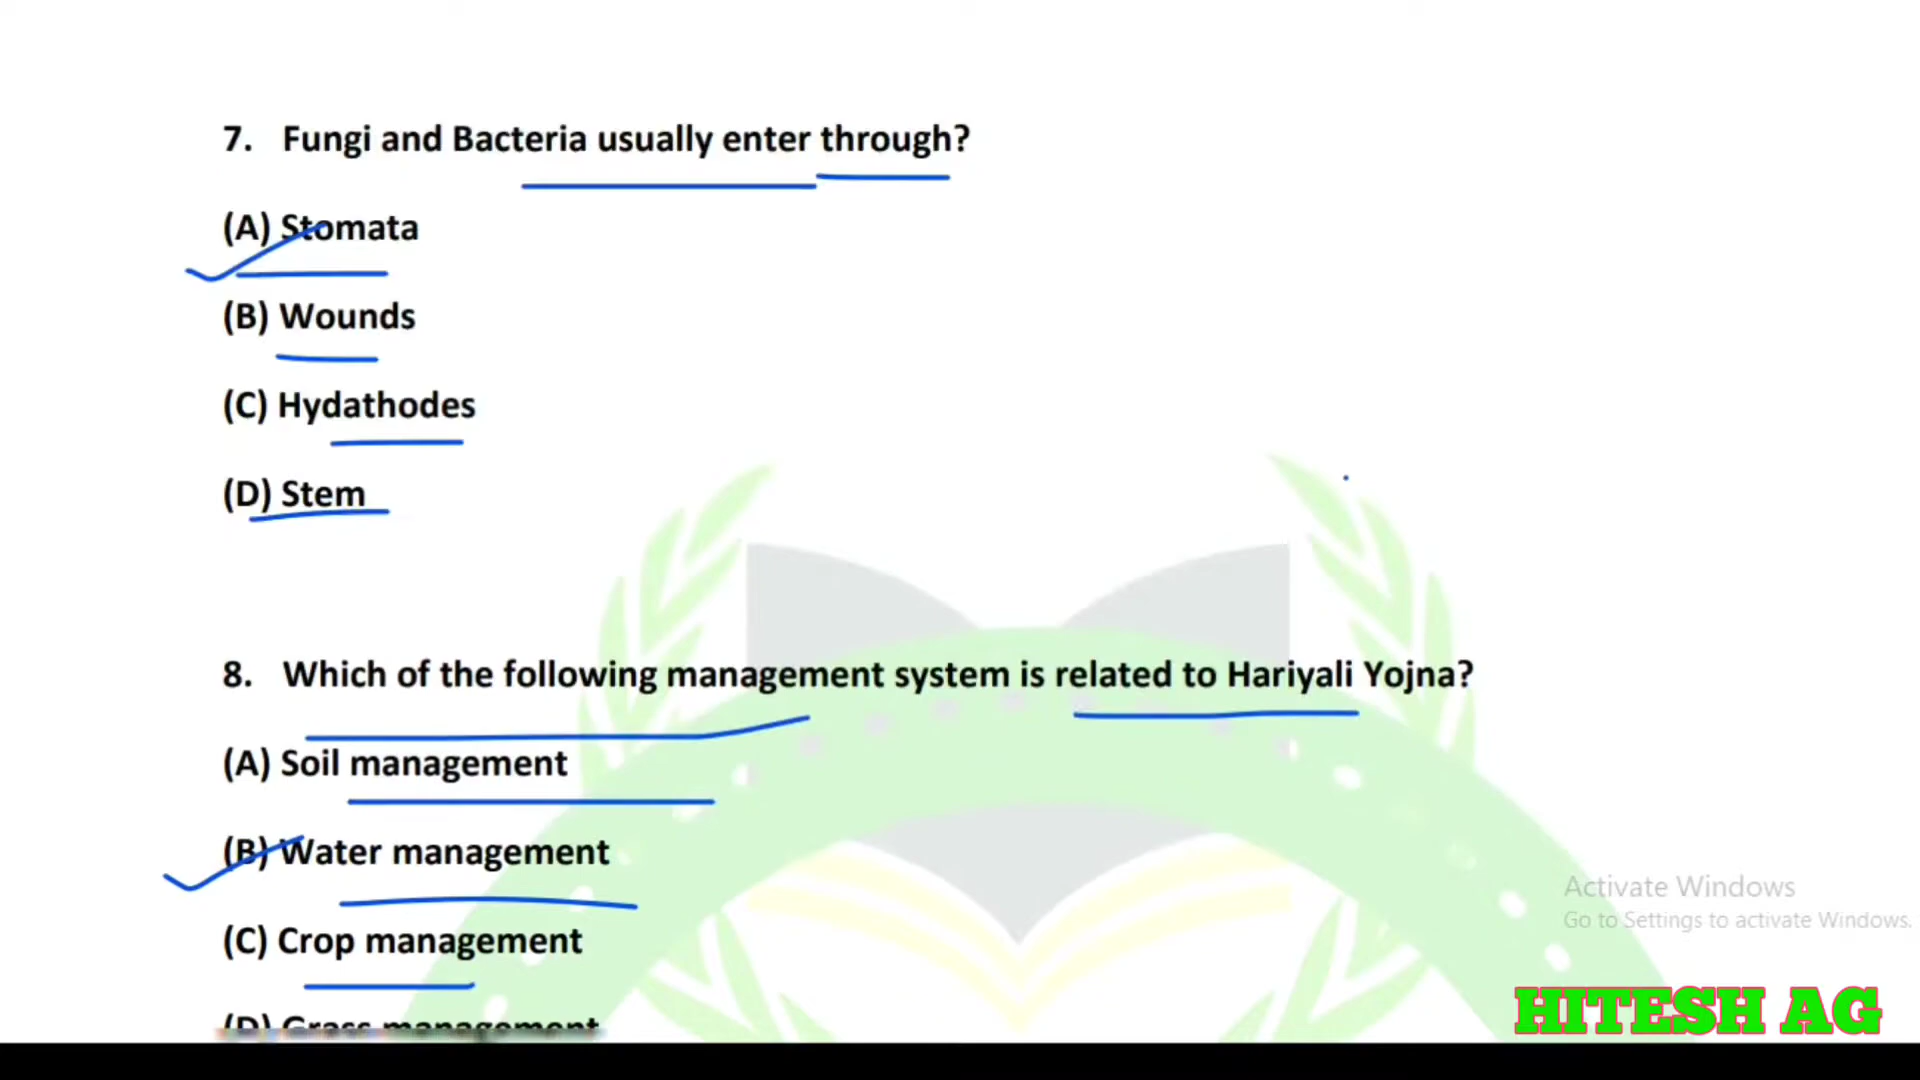 7. Fungi and Bacteria usually enter through?
(A) Stomata
(B) Wounds
(C) Hydathodes
(D) Stem
8. Which of the following management system is related to Hariyali Yojna?
(A) Soil management
(B) Water management
(C) Crop management
(D) Grass management
Activate Windows
Go to Settings to activate Windows.
HITESH AG